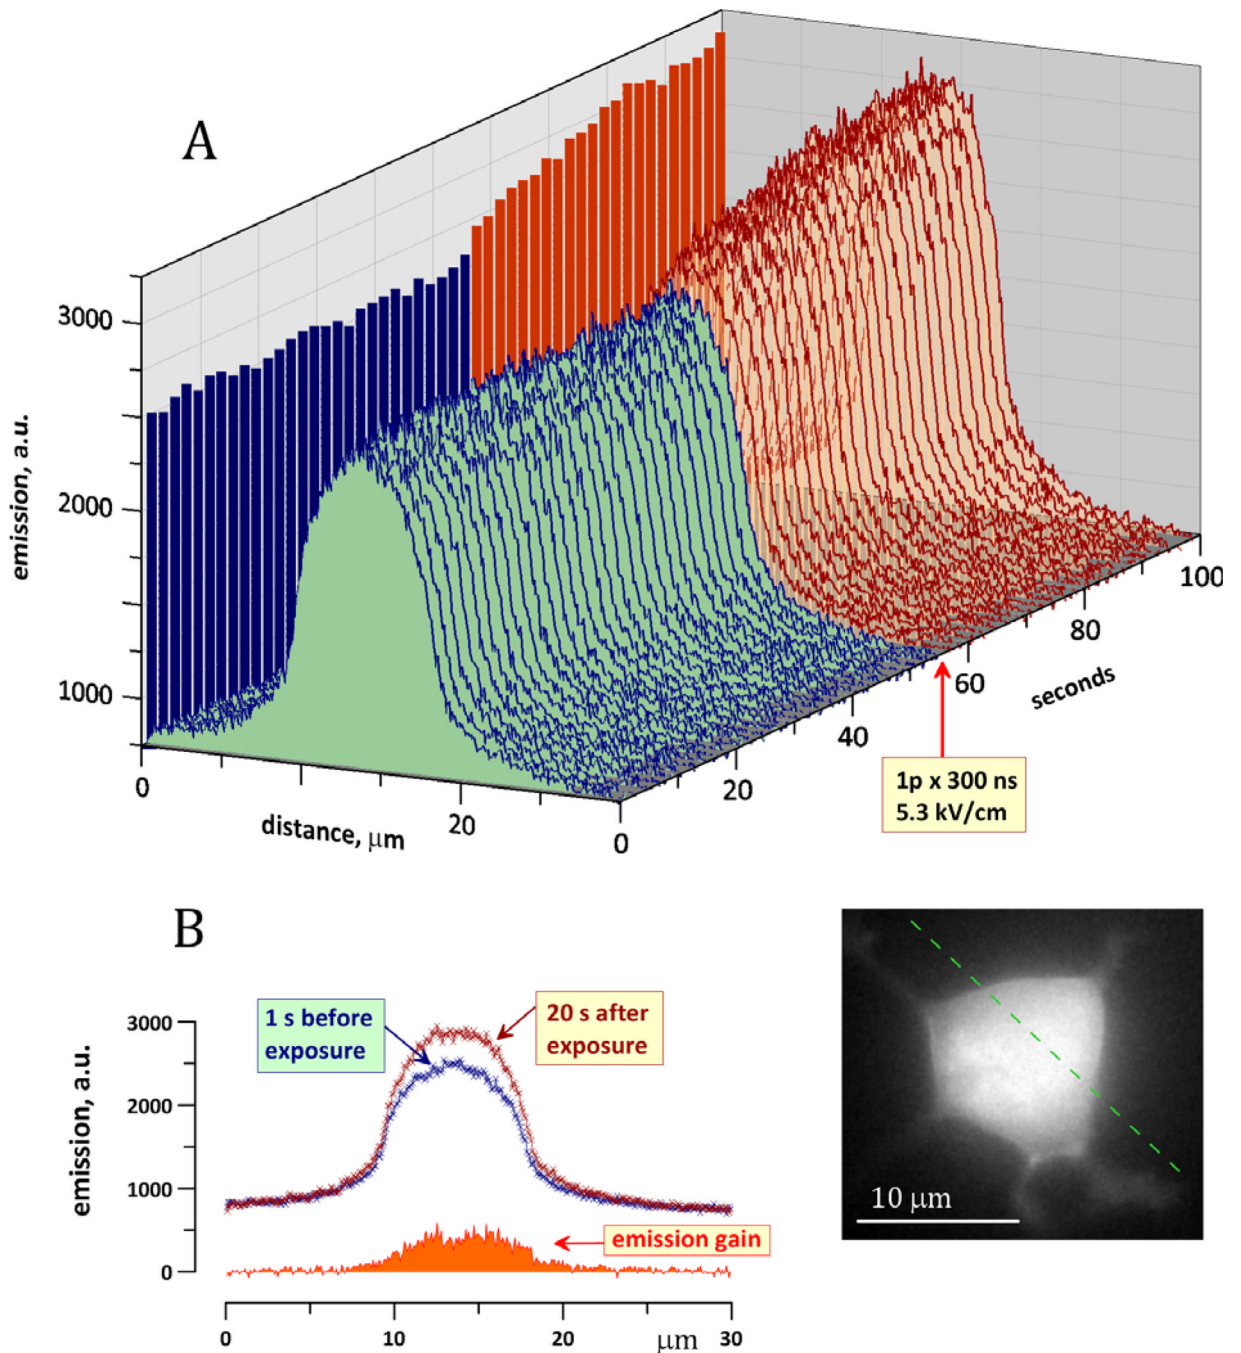 A
3000
2000
1000
emission, a.u.
0
20
distance, μm
0
20
40
60
80
100
seconds
1p x 300 ns
5.3 kV/cm
B
1 s before
exposure
20 s after
exposure
3000
2000
1000
0
emission, a.u.
emission gain
0
10
20
μm
30
10 μm